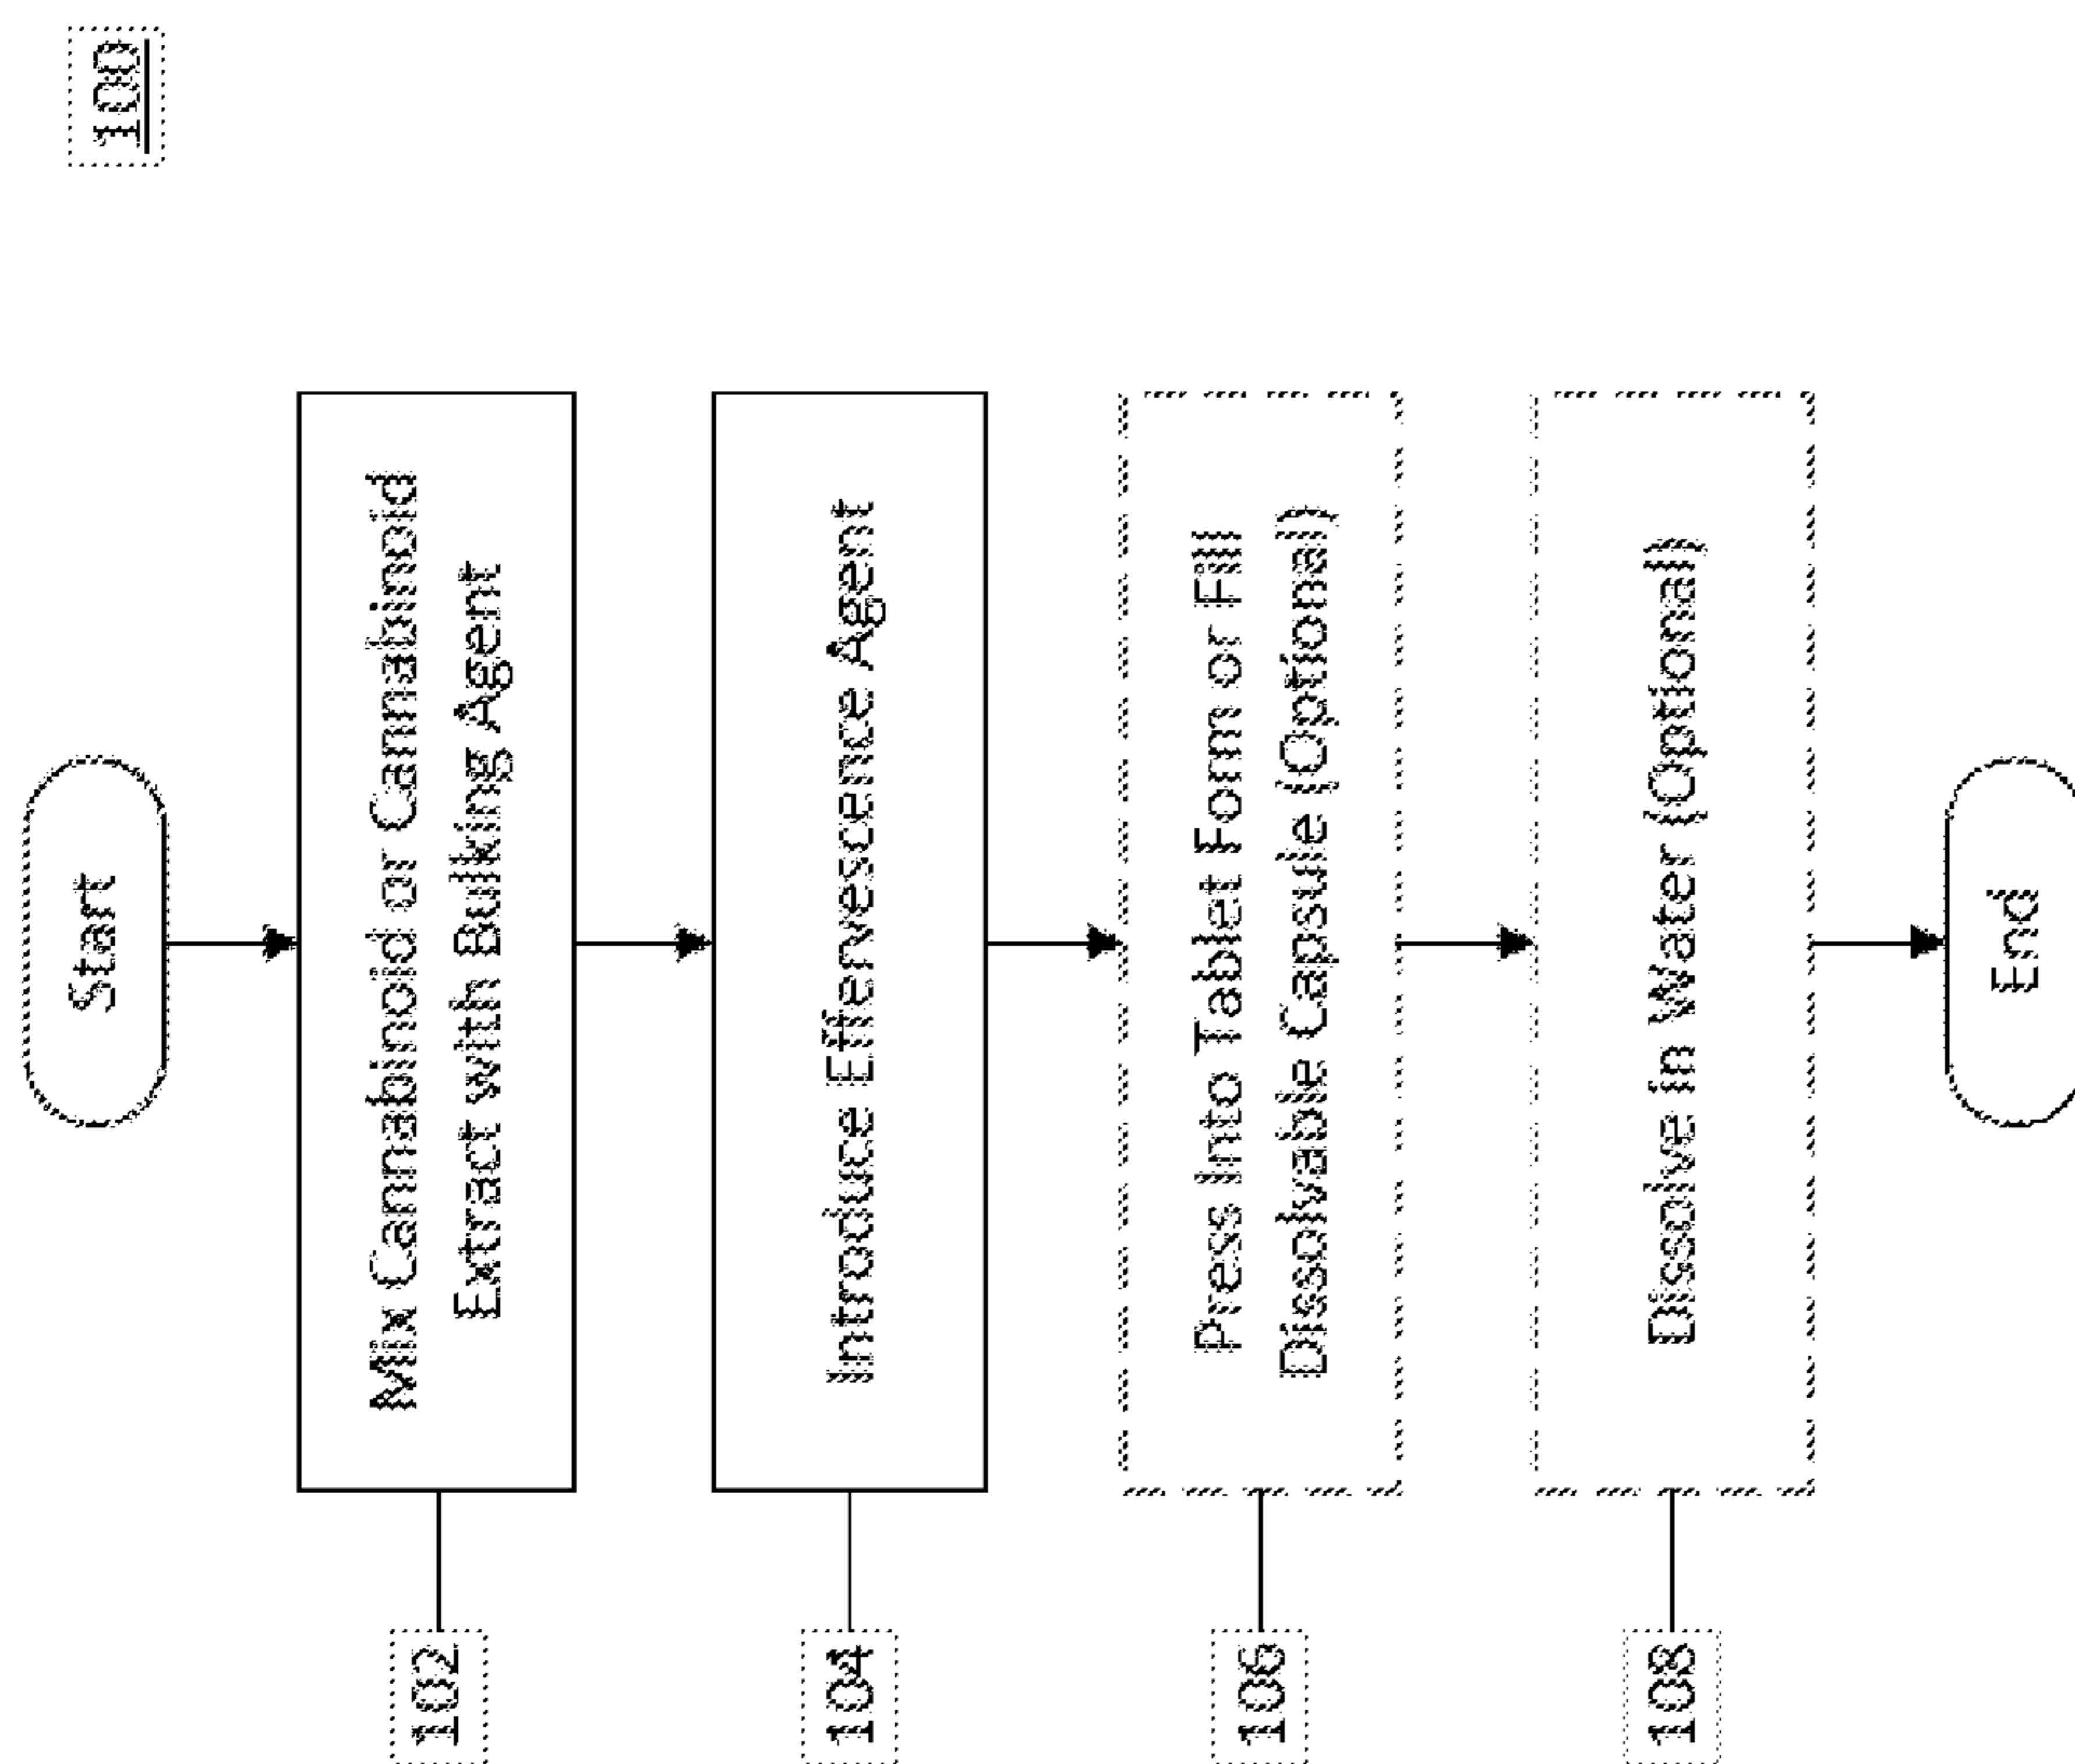 100
Start
102
Mix Cannabinoid or Cannabinoid
Extract with Bulking Agent
104
Introduce Effervescence Agent
106
Press Into Tablet Form or Fill
Dissolvable Capsule (Optional)
108
Dissolve in Water (Optional)
End